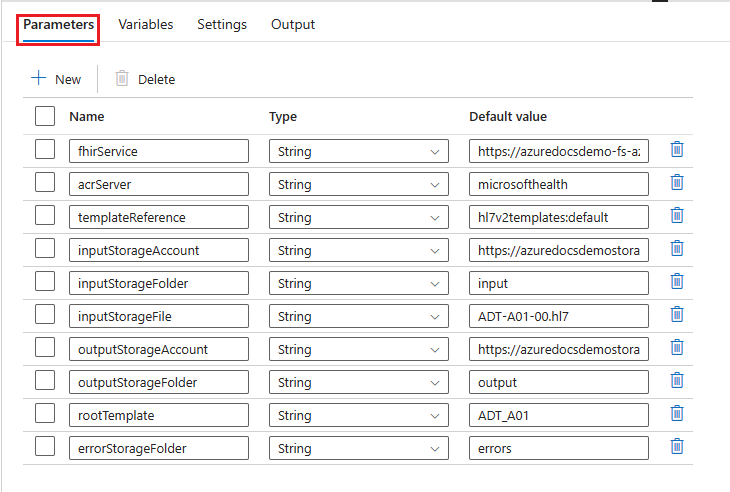 Parameters Variables Settings Output
New Delete
Name Type Default value
fhirService String https://azuredocsdemo-fs-az
acrServer String microsofthealth
templateReference String hl7v2templates:default
inputStorageAccount String https://azuredocsdemostora
inputStorageFolder String input
inputStorageFile String ADT-A01-00.hl7
outputStorageAccount String https://azuredocsdemostora
outputStorageFolder String output
rootTemplate String ADT_A01
errorStorageFolder String errors